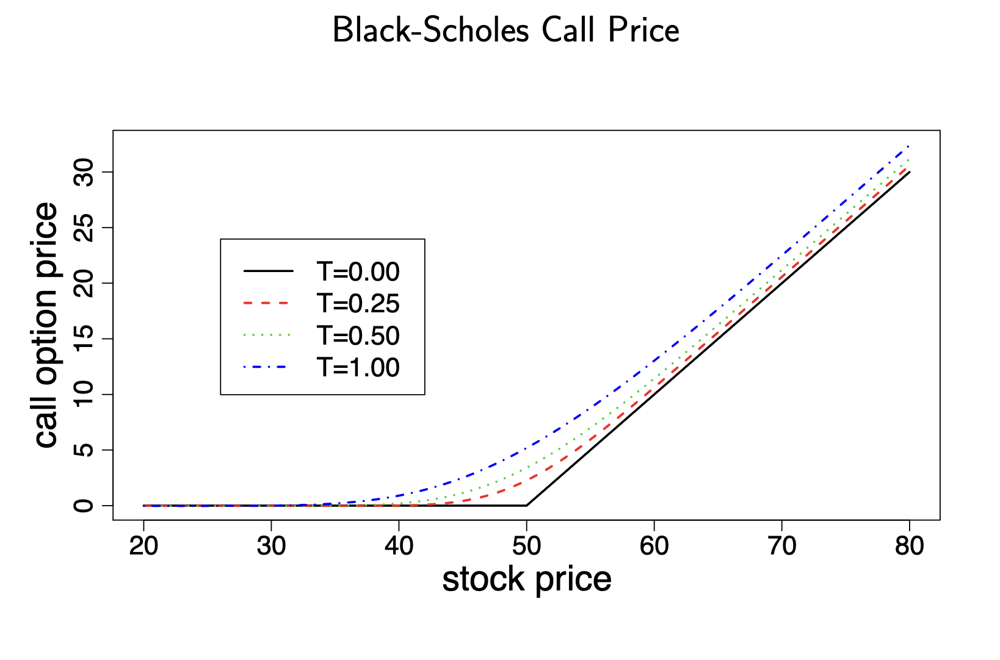 Black-Scholes Call Price
call option price
30
25
20
15
10
5
0
T=0.00
T=0.25
T=0.50
T=1.00
20 30 40 50 60 70 80
stock price